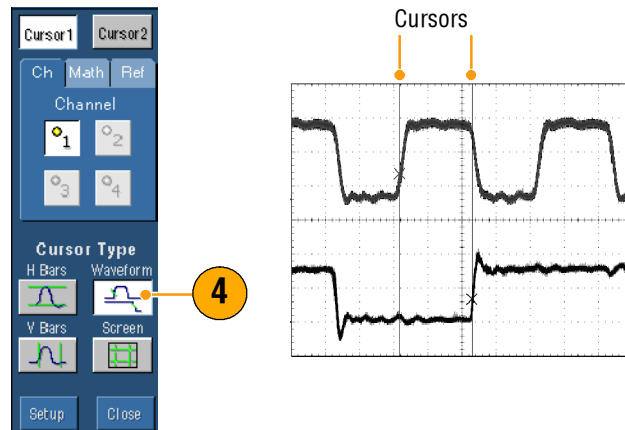 Cursor1 Cursor2
Ch Math Ref
Channel
1 2
3 4
Cursor Type
H Bars Waveform
V Bars Screen
Setup Close
4
Cursors